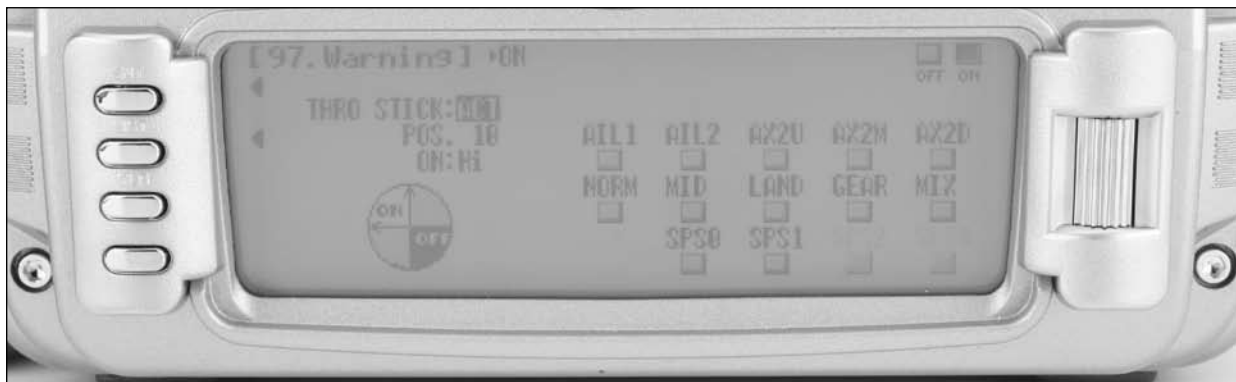 [97.Warning] ▸ON
OFF ON
THRO STICK:ACT
POS. 10
ON:Hi
AIL1 AIL2 AX2U AX2M AX2D
NORM MID LAND GEAR MIX
SPS0 SPS1
ON
OFF